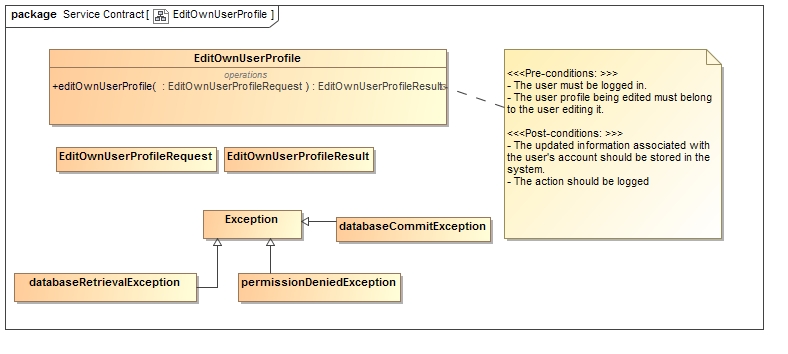 package Service Contract [ EditOwnUserProfile ]
EditOwnUserProfile
operations
+editOwnUserProfile( : EditOwnUserProfileRequest ) : EditOwnUserProfileResult
<<<Pre-conditions: >>>
- The user must be logged in.
- The user profile being edited must belong
to the user editing it.
<<<Post-conditions: >>>
- The updated information associated with
the user's account should be stored in the
system.
- The action should be logged
EditOwnUserProfileRequest
EditOwnUserProfileResult
Exception
databaseCommitException
databaseRetrievalException
permissionDeniedException